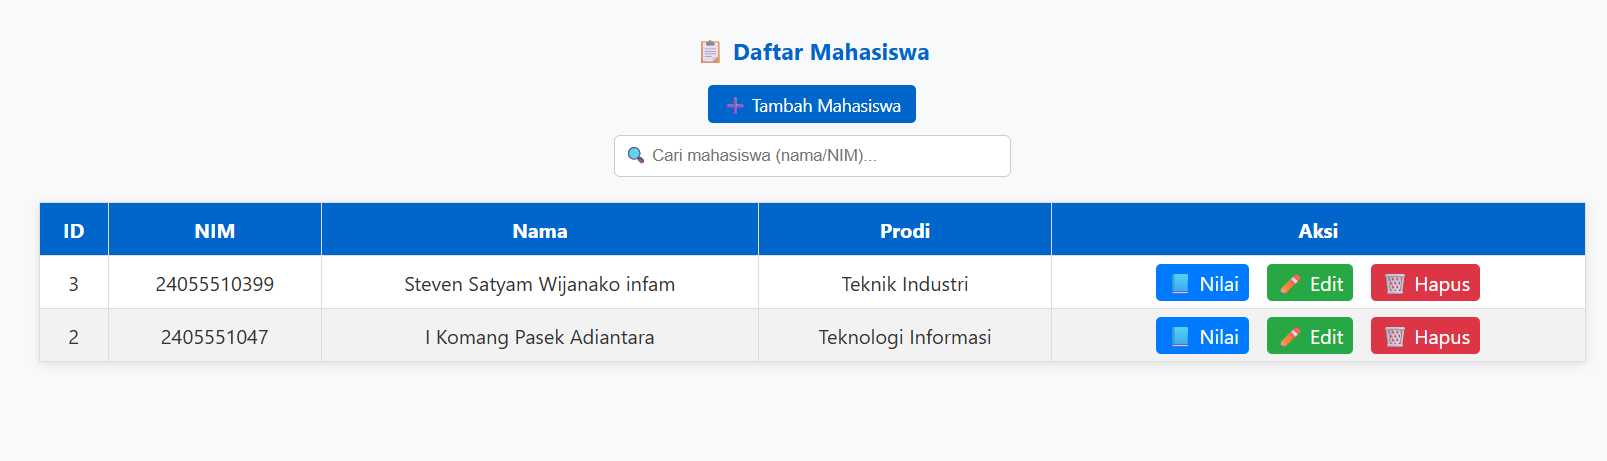 📋 Daftar Mahasiswa
➕ Tambah Mahasiswa
🔍 Cari mahasiswa (nama/NIM)...
ID NIM Nama Prodi Aksi
3 24055510399 Steven Satyam Wijanako infam Teknik Industri 📘 Nilai ✏️ Edit 🗑️ Hapus
2 2405551047 I Komang Pasek Adiantara Teknologi Informasi 📘 Nilai ✏️ Edit 🗑️ Hapus